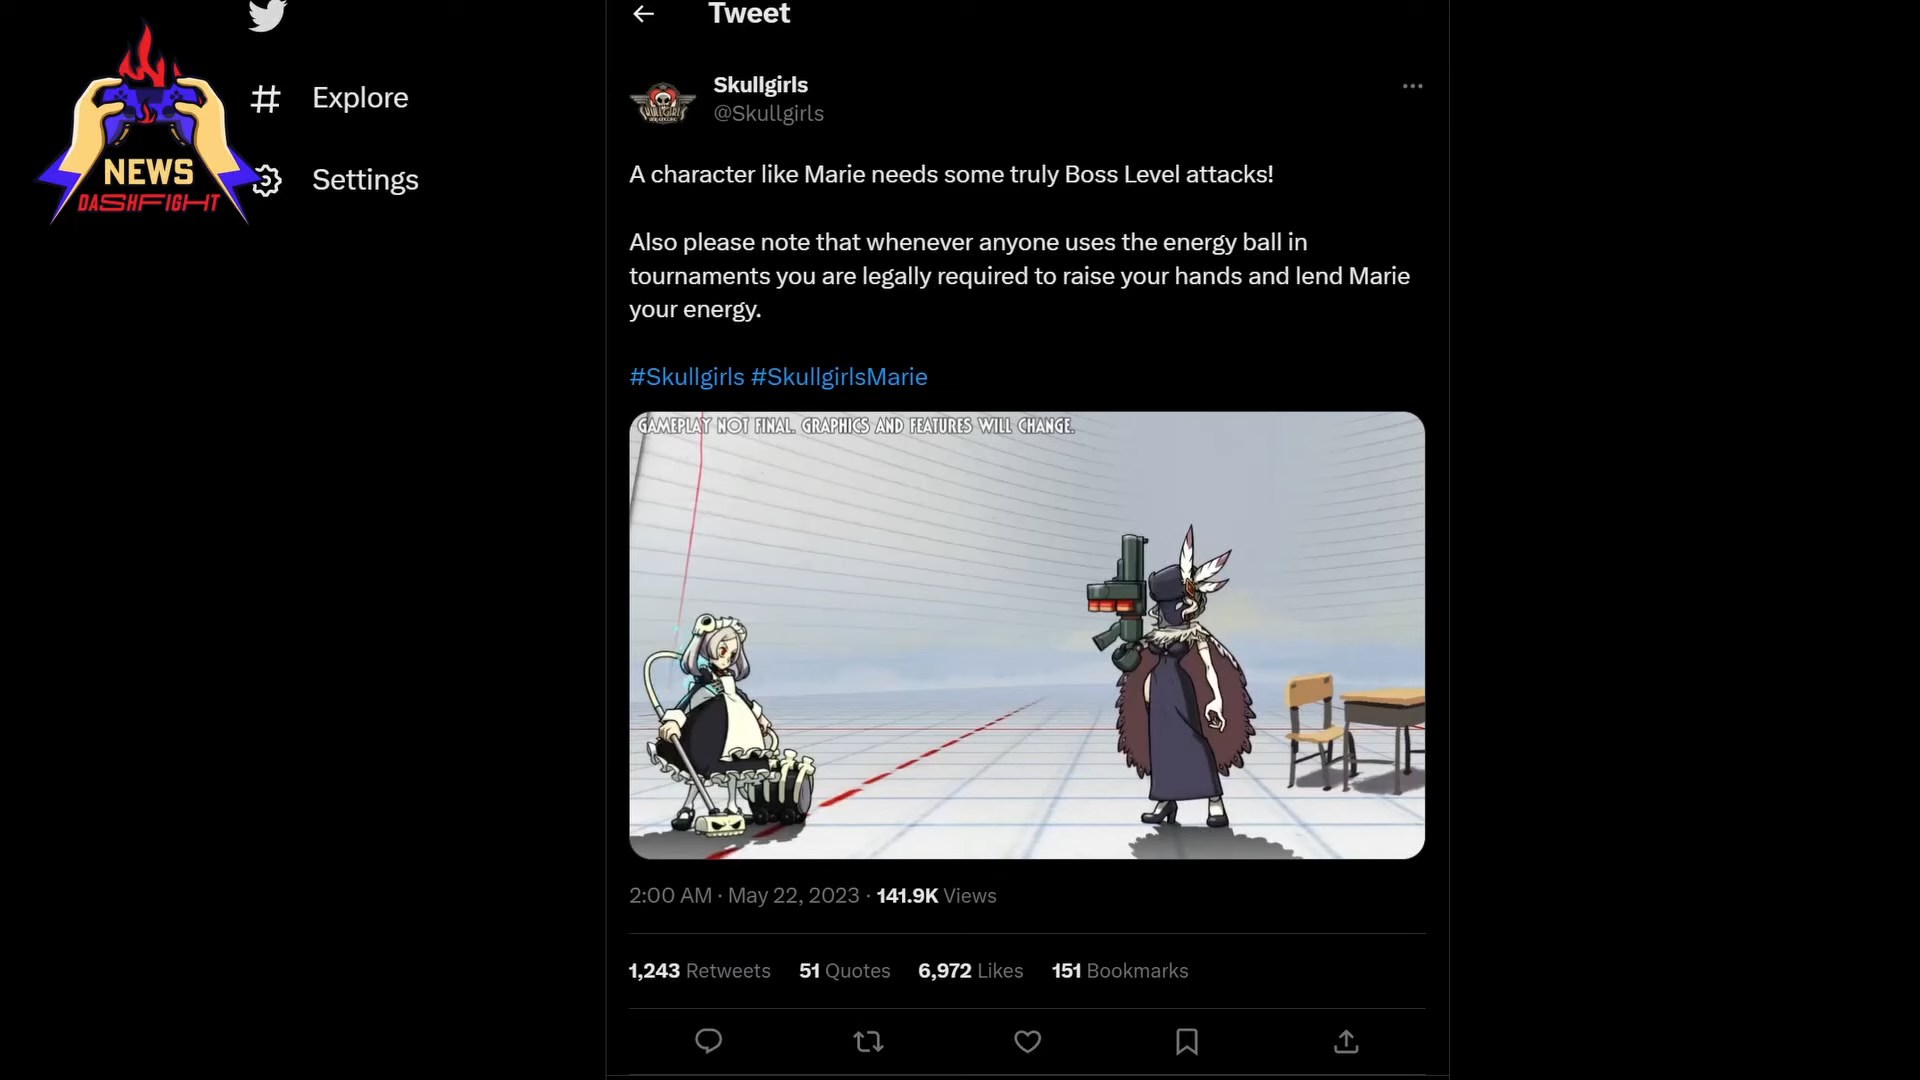 Tweet
Explore
Settings
NEWS
DASHFIGHT
Skullgirls
@Skullgirls
A character like Marie needs some truly Boss Level attacks!
Also please note that whenever anyone uses the energy ball in
tournaments you are legally required to raise your hands and lend Marie
your energy.
#Skullgirls #SkullgirlsMarie
GAMEPLAY NOT FINAL. GRAPHICS AND FEATURES WILL CHANGE.
2:00 AM · May 22, 2023 · 141.9K Views
1,243 Retweets 51 Quotes 6,972 Likes 151 Bookmarks